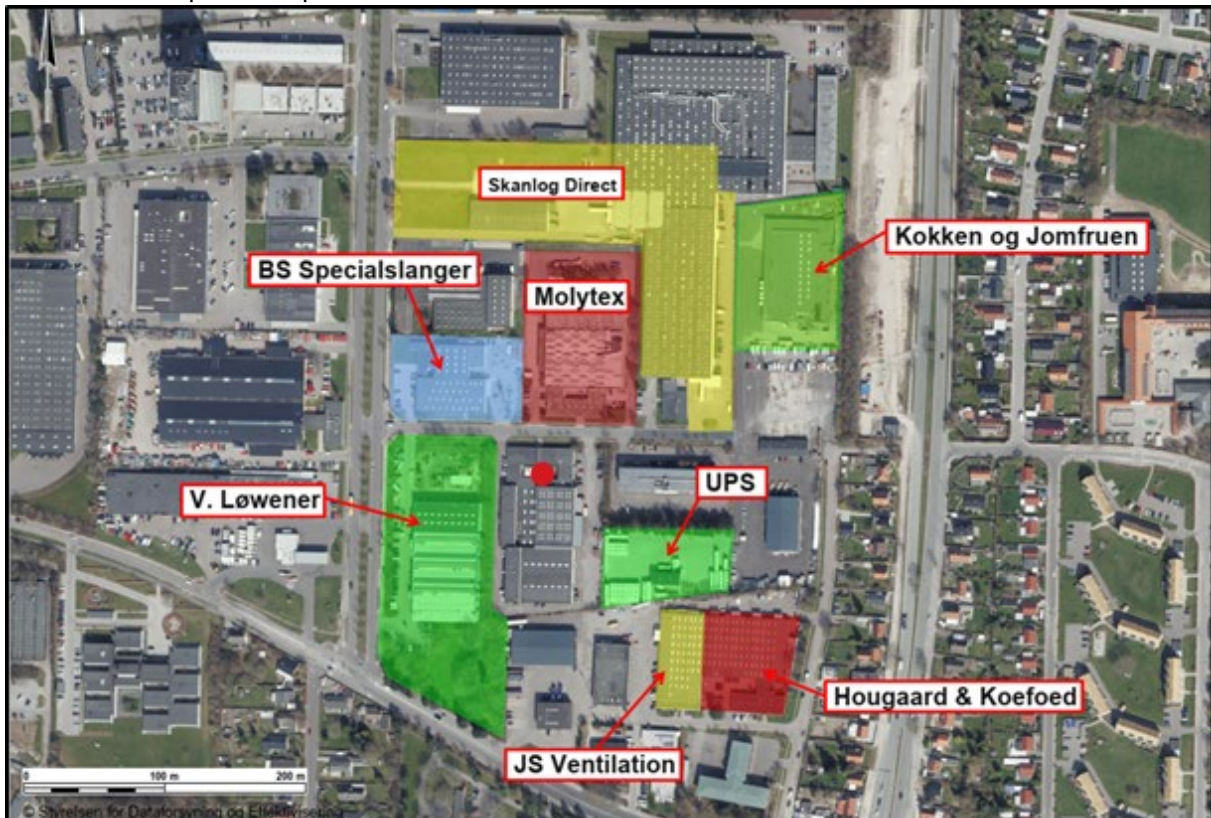 Skanlog Direct
Kokken og Jomfruen
BS Specialslanger
Molytex
V. Løwener
UPS
Hougaard & Koefoed
JS Ventilation
0 100 m 200 m
© Styrelsen for Dataforsyning og Effektivisering